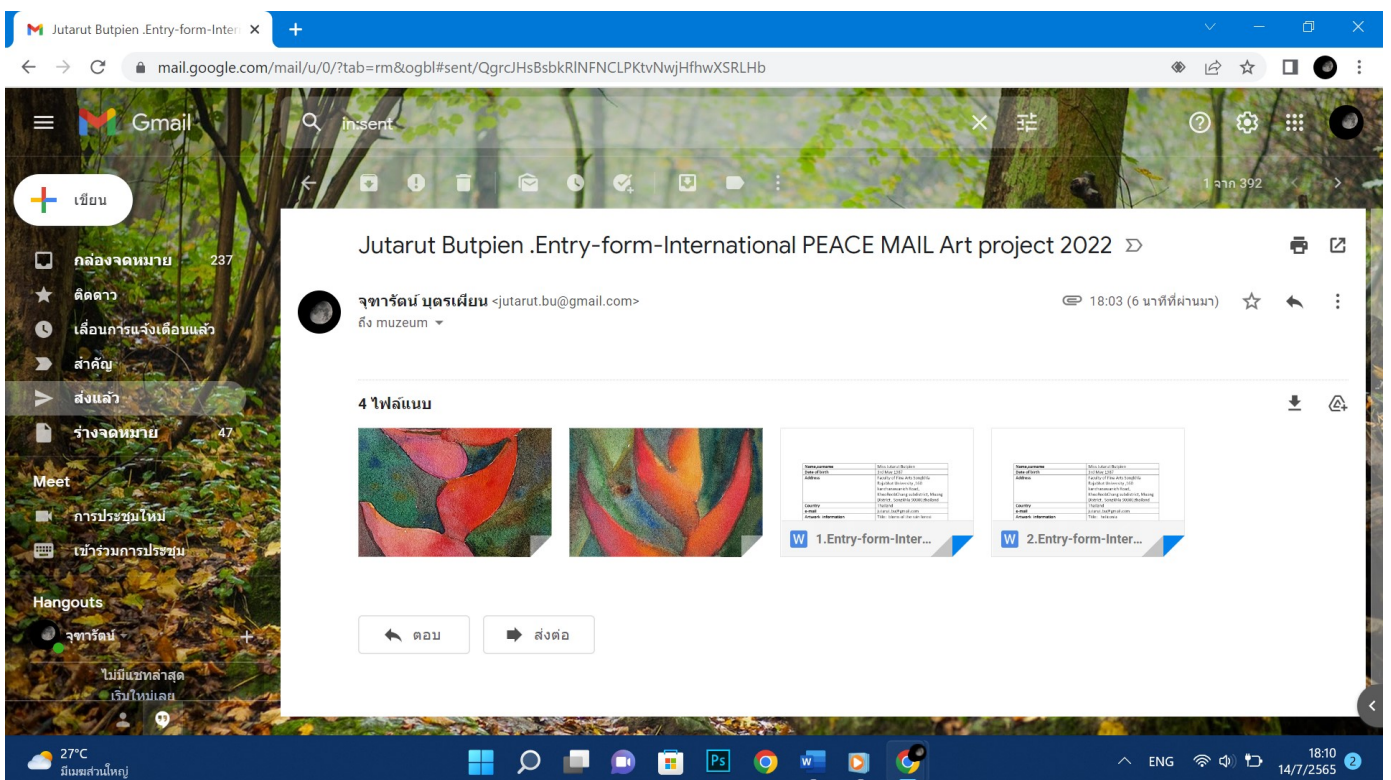 Jutarut Butpien .Entry-form-Inter
mail.google.com/mail/u/0/?tab=rm&ogbl#sent/QgrcJHsBsbkRlNFNCLPKtvNwjHfhwXSRLHb
Gmail
in:sent
เขียน
1 จาก 392
กล่องจดหมาย 237
ติดดาว
เลื่อนการแจ้งเตือนแล้ว
สำคัญ
ส่งแล้ว
ร่างจดหมาย 47
Meet
การประชุมใหม่
เข้าร่วมการประชุม
Hangouts
จุฑารัตน์
ไม่มีแชทล่าสุด
เริ่มใหม่เลย
Jutarut Butpien .Entry-form-International PEACE MAIL Art project 2022
จุฑารัตน์ บุตรเผียน <jutarut.bu@gmail.com>
18:03 (6 นาทีที่ผ่านมา)
ถึง muzeum
4 ไฟล์แนบ
W 1.Entry-form-Inter...
W 2.Entry-form-Inter...
ตอบ
ส่งต่อ
27°C
มีเมฆส่วนใหญ่
Ps
W
ENG
18:10
14/7/2565
2